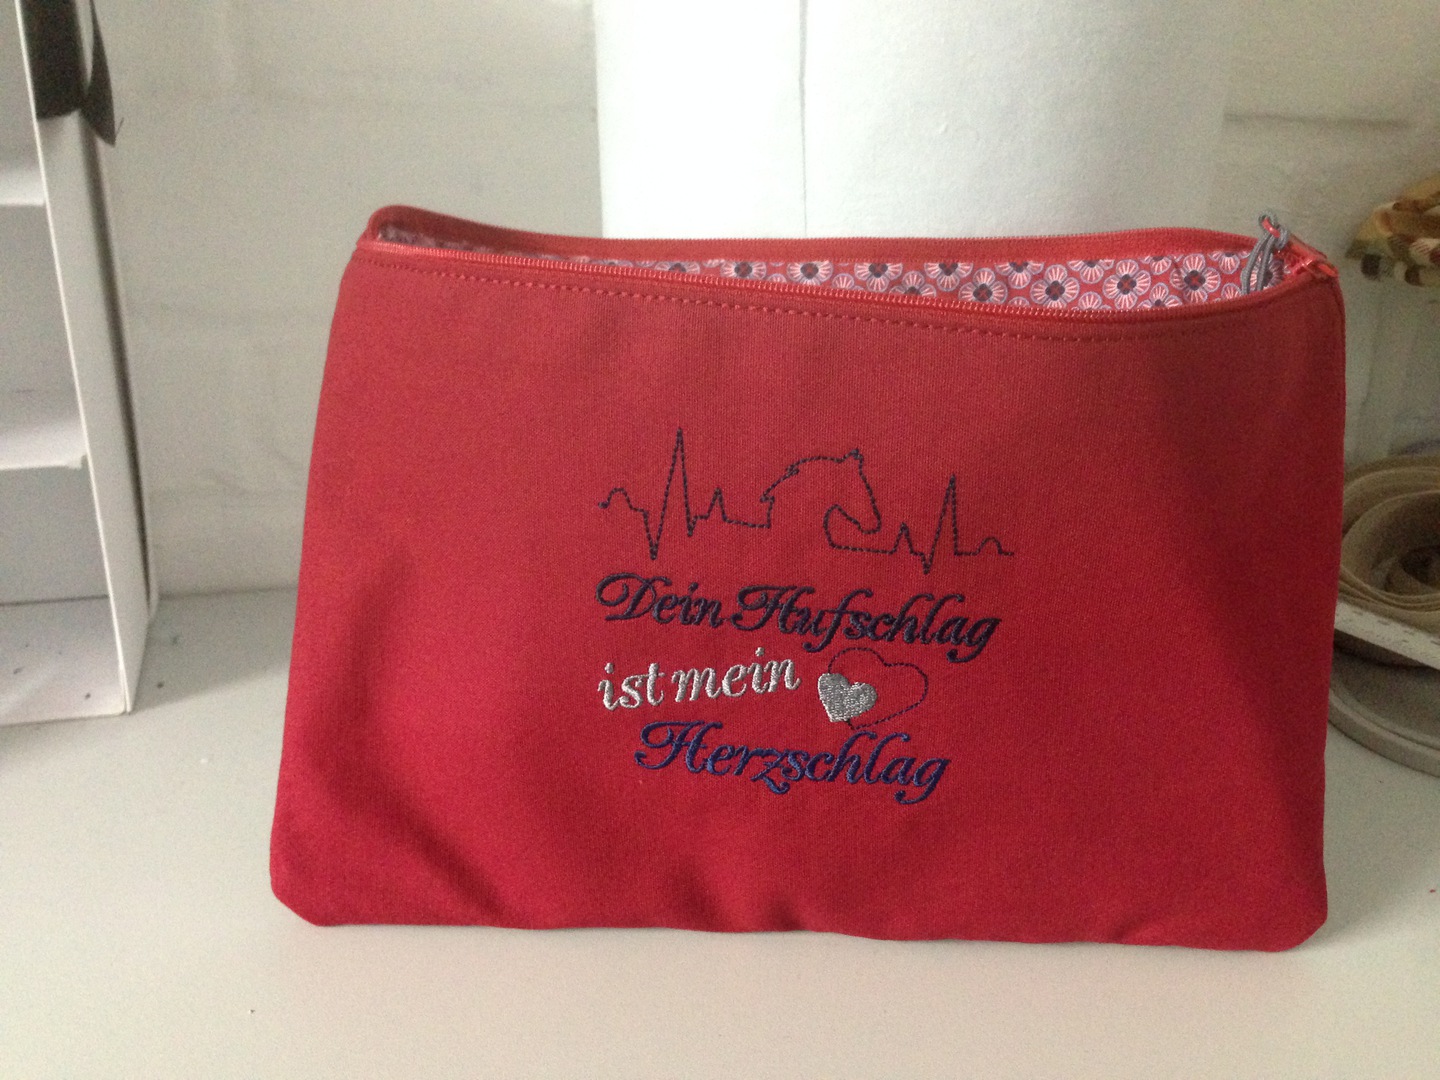 Dein Hufschlag
ist mein
Herzschlag